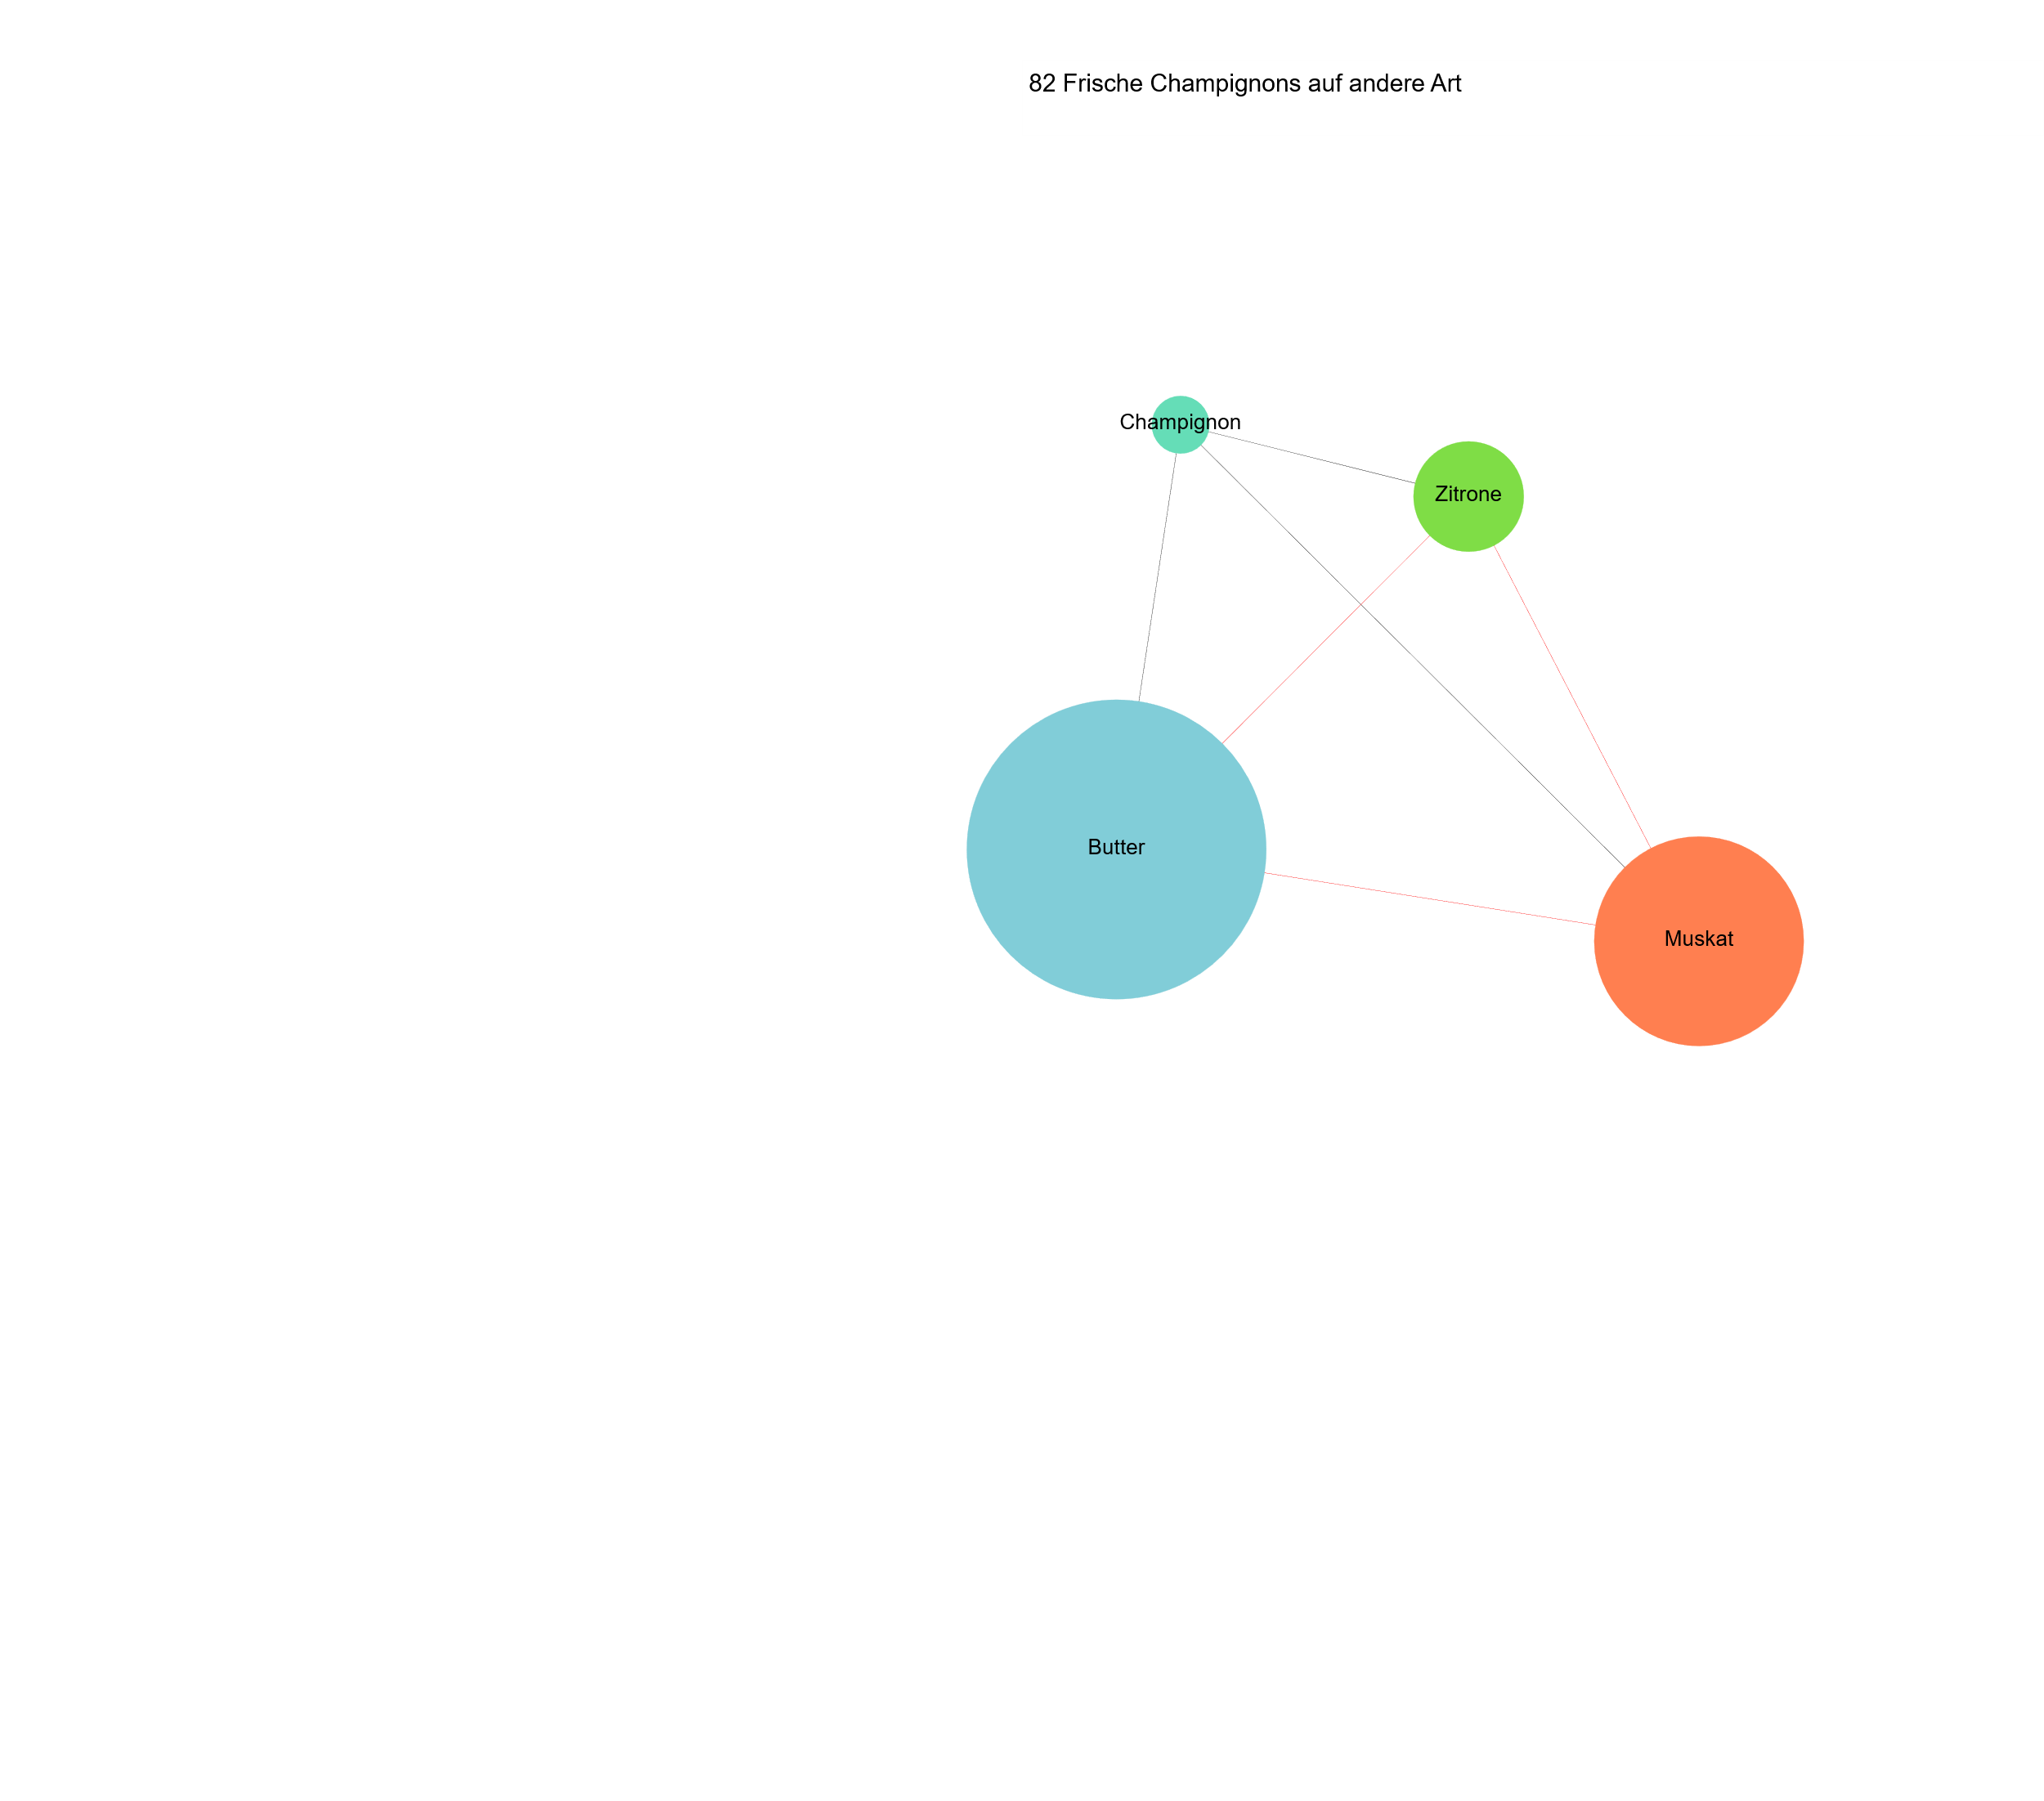 82 Frische Champignons auf andere Art
Champignon
Zitrone
Butter
Muskat